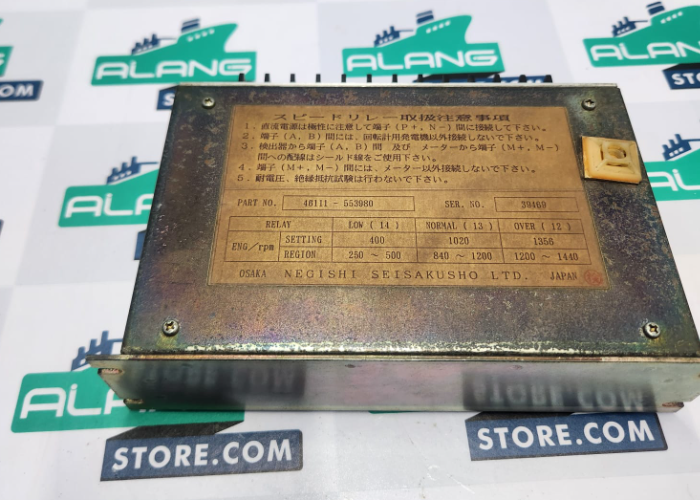 ALANG
STORE.COM
スピードリレー取扱注意事項
1．直流電源は極性に注意して端子（P+, N-）間に接続して下さい。
2．端子（A, B）間には、回転計用発電機以外接続しないで下さい。
3．検出器から端子（A, B）間 及び メーターから端子（M+, M-）
間への配線はシールド線をご使用下さい。
4．端子（M+, M-）間には、メーター以外接続しないで下さい。
5．耐電圧、絶縁抵抗試験は行わないで下さい。
PART NO. 46111 - 553980 SER. NO. 39469
RELAY LOW ( 14 ) NORMAL ( 13 ) OVER ( 12 )
ENG／rpm SETTING 400 1020 1356
REGION 250 ～ 500 840 ～ 1200 1200 ～ 1440
OSAKA NEGISHI SEISAKUSHO LTD. JAPAN
ALANG
STORE.COM
STORE.COM